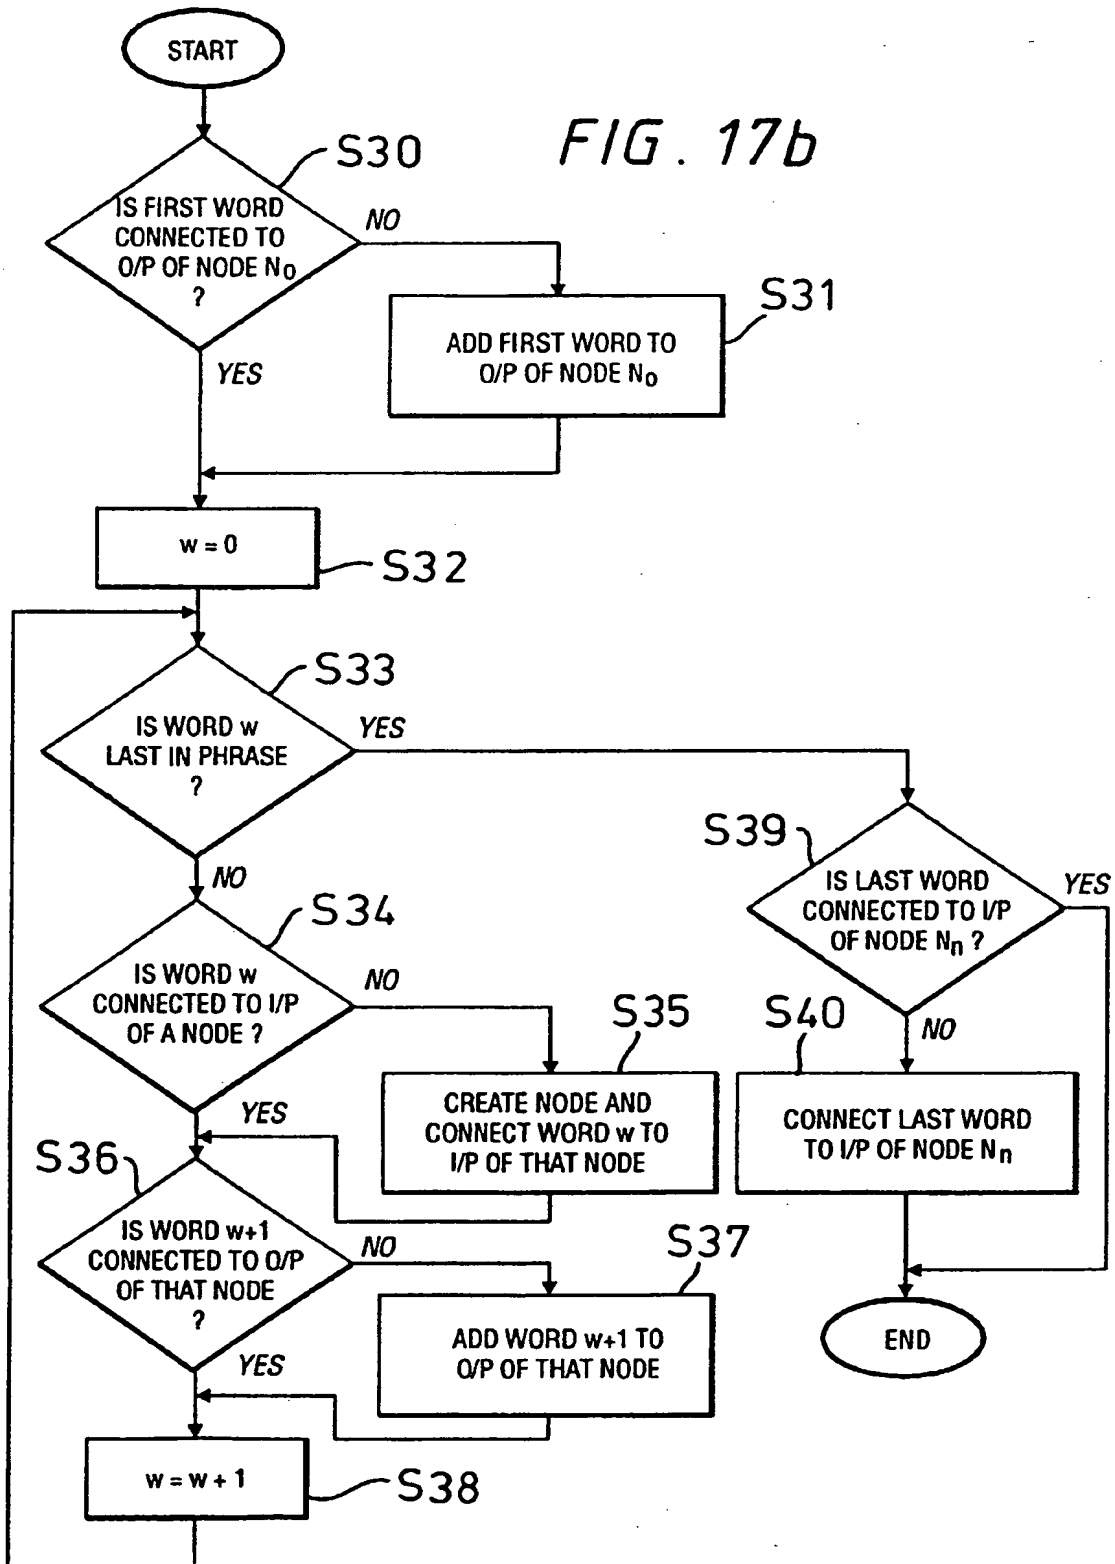 START
FIG. 17b
S30
IS FIRST WORD
CONNECTED TO
O/P OF NODE N₀
?
NO
YES
S31
ADD FIRST WORD TO
O/P OF NODE N₀
w = 0
S32
S33
IS WORD w
LAST IN PHRASE
?
YES
NO
S39
IS LAST WORD
CONNECTED TO I/P
OF NODE Nₙ ?
YES
NO
S34
IS WORD w
CONNECTED TO I/P
OF A NODE ?
NO
YES
S35
CREATE NODE AND
CONNECT WORD w TO
I/P OF THAT NODE
S40
CONNECT LAST WORD
TO I/P OF NODE Nₙ
S36
IS WORD w+1
CONNECTED TO O/P
OF THAT NODE
?
NO
YES
S37
ADD WORD w+1 TO
O/P OF THAT NODE
END
w = w + 1
S38